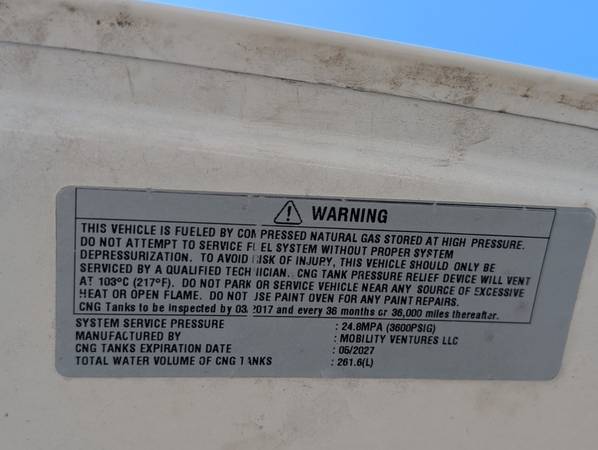 WARNING
THIS VEHICLE IS FUELED BY COMPRESSED NATURAL GAS STORED AT HIGH PRESSURE.
DO NOT ATTEMPT TO SERVICE FUEL SYSTEM WITHOUT PROPER SYSTEM
DEPRESSURIZATION. TO AVOID RISK OF INJURY, THIS VEHICLE SHOULD ONLY BE
SERVICED BY A QUALIFIED TECHNICIAN. CNG TANK PRESSURE RELIEF DEVICE WILL VENT
AT 103°C (217°F). DO NOT PARK OR SERVICE VEHICLE NEAR ANY SOURCE OF EXCESSIVE
HEAT OR OPEN FLAME. DO NOT USE PAINT OVEN FOR ANY PAINT REPAIRS.
CNG Tanks to be inspected by 03/2017 and every 36 months or 36,000 miles thereafter.
SYSTEM SERVICE PRESSURE : 24.8MPA (3600PSIG)
MANUFACTURED BY : MOBILITY VENTURES LLC
CNG TANKS EXPIRATION DATE : 05/2027
TOTAL WATER VOLUME OF CNG TANKS : 261.6(L)